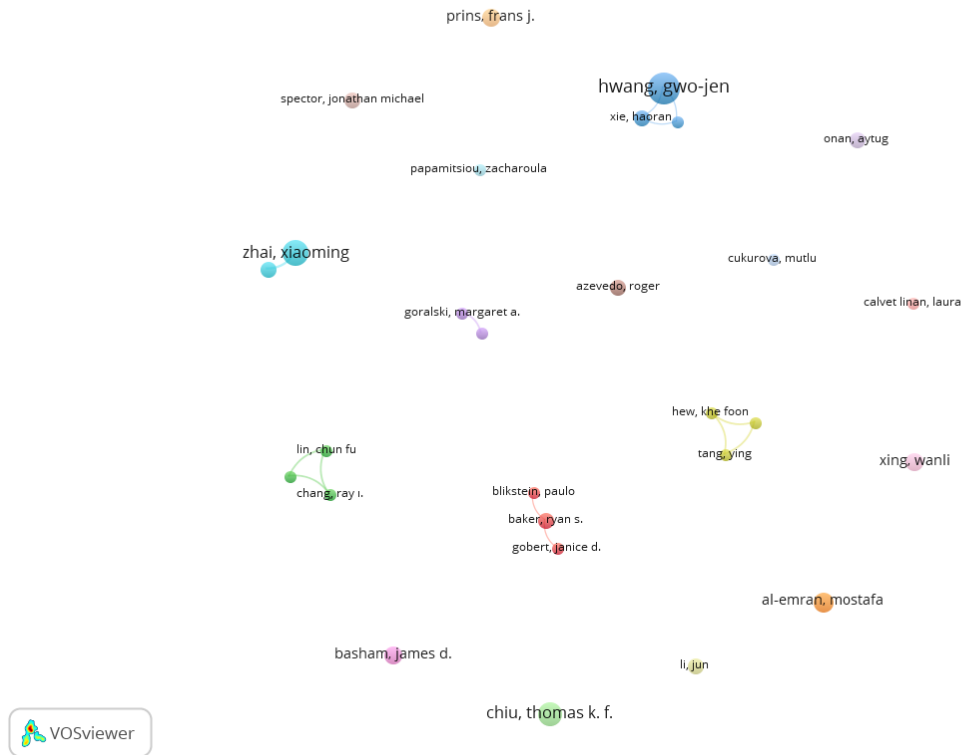 prins, frans j.
hwang, gwo-jen
spector, jonathan michael
xie, haoran
onan, aytug
papamitsiou, zacharoula
zhai, xiaoming
cukurova, mutlu
azevedo, roger
calvet linan, laura
goralski, margaret a.
hew, khe foon
lin, chun fu
tang, ying
xing, wanli
chang, ray i.
blikstein, paulo
baker, ryan s.
gobert, janice d.
al-emran, mostafa
basham, james d.
li, jun
chiu, thomas k. f.
VOSviewer